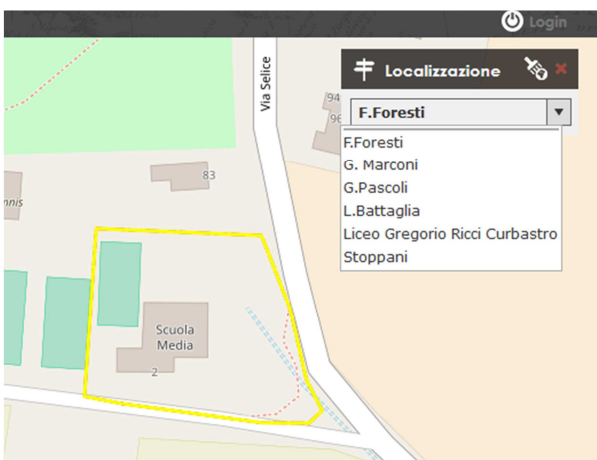 Login
Localizzazione
F.Foresti
F.Foresti
G. Marconi
G.Pascoli
L.Battaglia
Liceo Gregorio Ricci Curbastro
Stoppani
Via Selice
94
96
83
nnis
Scuola
Media
2